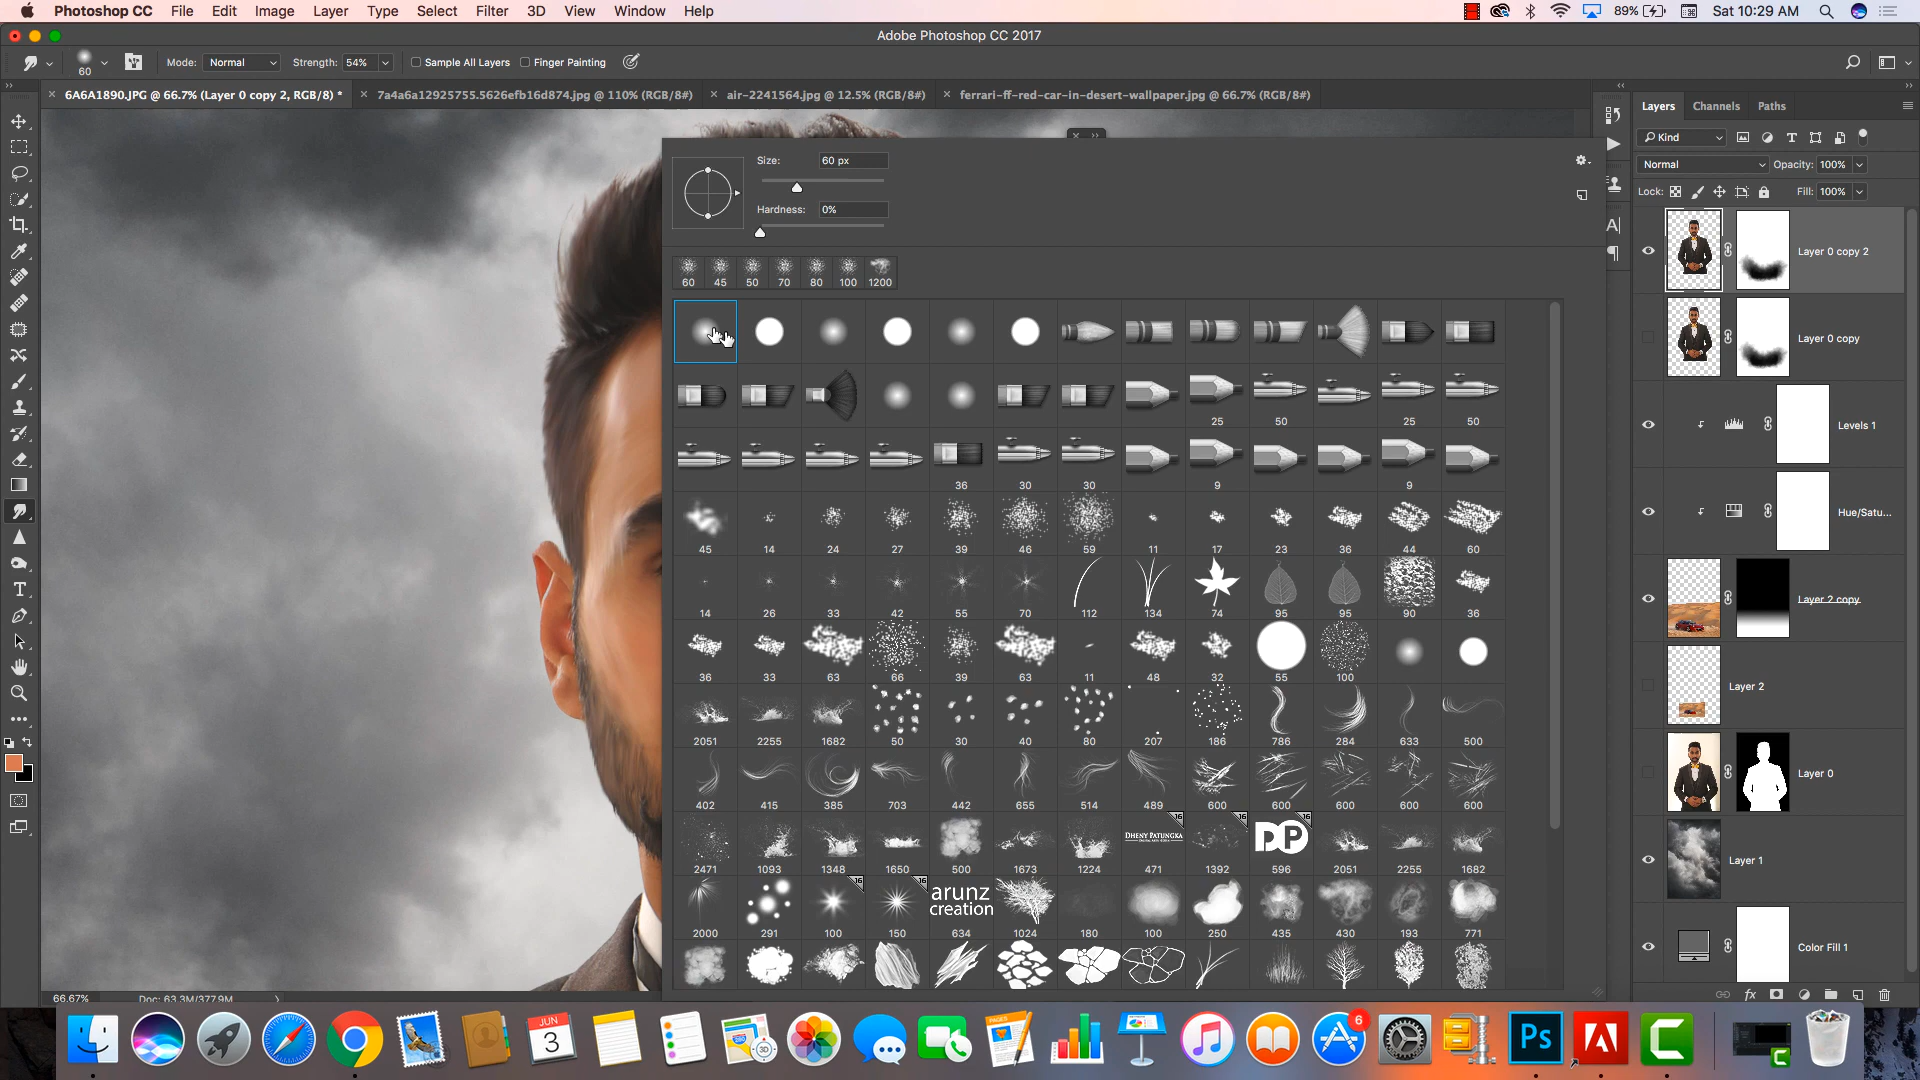 Photoshop CC File Edit Image Layer Type Select Filter 3D View Window Help 89% Sat 10:29 AM
Adobe Photoshop CC 2017
60 Mode: Normal Strength: 54% Sample All Layers Finger Painting
6A6A1890.JPG @ 66.7% (Layer 0 copy 2, RGB/8) * 7a4a6a12925755.5626efb16d874.jpg @ 110% (RGB/8#) air-2241564.jpg @ 12.5% (RGB/8#) ferrari-ff-red-car-in-desert-wallpaper.jpg @ 66.7% (RGB/8#)
Layers Channels Paths
Kind
Normal Opacity: 100%
Lock: Fill: 100%
Layer 0 copy 2
Layer 0 copy
Levels 1
Hue/Satu...
Layer 2 copy
Layer 2
Layer 0
Layer 1
Color Fill 1
Size: 60 px
Hardness: 0%
60 45 50 70 80 100 1200
25 50 25 50
36 30 30 9 9
45 14 24 27 39 46 59 11 17 23 36 44 60
14 26 33 42 55 70 112 134 74 95 95 90 36
36 33 63 66 39 63 11 48 32 55 100
2051 2255 1682 50 30 40 80 207 186 786 284 633 500
402 415 385 703 442 655 514 489 600 600 600 600 600
DHENY PATUNGKA DP
2471 1093 1348 1650 500 1673 1224 471 1392 596 2051 2255 1682
arunz
creation
2000 291 100 150 634 1024 180 100 250 435 430 193 771
66.67% Doc: 63.3M/377.9M
JUN
3
3D
PAGES
6
Ps